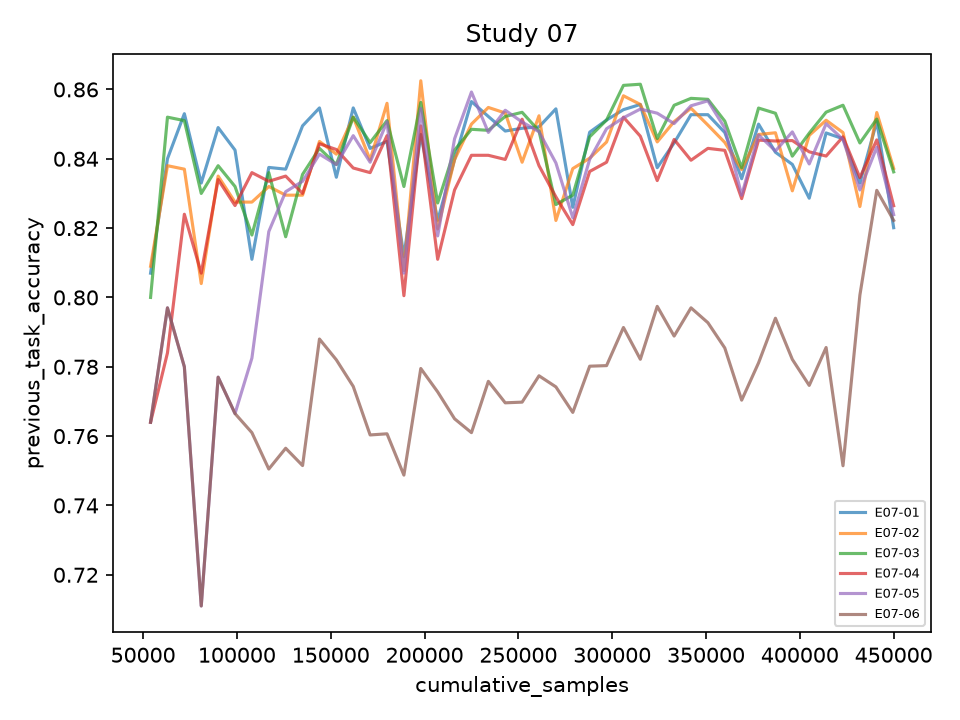 Study 07
previous_task_accuracy
0.86
0.84
0.82
0.80
0.78
0.76
0.74
0.72
50000 100000 150000 200000 250000 300000 350000 400000 450000
cumulative_samples
E07-01
E07-02
E07-03
E07-04
E07-05
E07-06